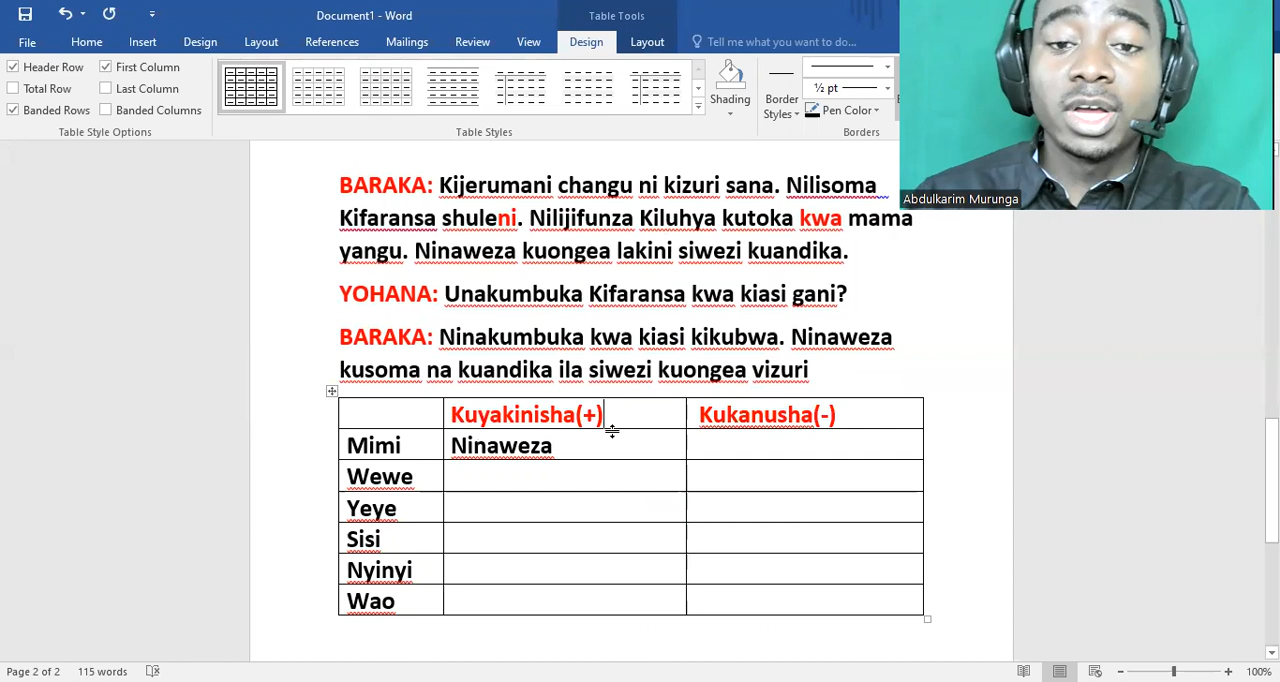 Document1 - Word
Table Tools
File Home Insert Design Layout References Mailings Review View Design Layout Tell me what you want to do...
Header Row First Column
Total Row Last Column
Banded Rows Banded Columns
Table Style Options
Table Styles
Shading
Border Styles
½ pt
Pen Color
Borders
Abdulkarim Murunga
BARAKA: Kijerumani changu ni kizuri sana. Nilisoma
Kifaransa shuleni. Nilijifunza Kiluhya kutoka kwa mama
yangu. Ninaweza kuongea lakini siwezi kuandika.
YOHANA: Unakumbuka Kifaransa kwa kiasi gani?
BARAKA: Ninakumbuka kwa kiasi kikubwa. Ninaweza
kusoma na kuandika ila siwezi kuongea vizuri
Kuyakinisha(+) Kukanusha(-)
Mimi Ninaweza
Wewe
Yeye
Sisi
Nyinyi
Wao
Page 2 of 2 115 words
100%